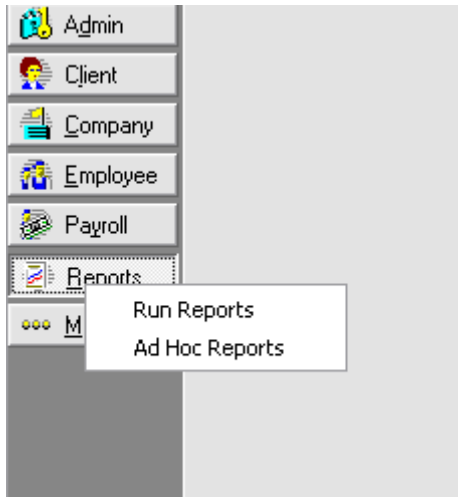 Admin
Client
Company
Employee
Payroll
Reports
Run Reports
M
Ad Hoc Reports